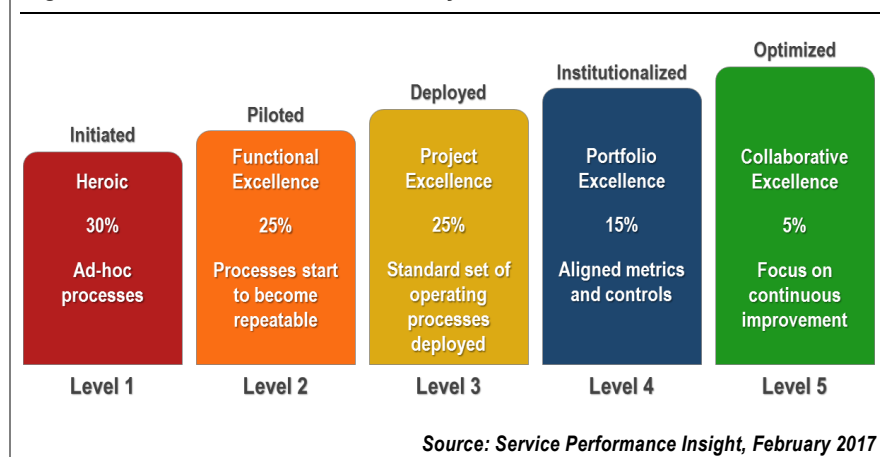 Initiated
Heroic
30%
Ad-hoc
processes
Level 1
Piloted
Functional
Excellence
25%
Processes start
to become
repeatable
Level 2
Deployed
Project
Excellence
25%
Standard set of
operating
processes
deployed
Level 3
Institutionalized
Portfolio
Excellence
15%
Aligned metrics
and controls
Level 4
Optimized
Collaborative
Excellence
5%
Focus on
continuous
improvement
Level 5
Source: Service Performance Insight, February 2017